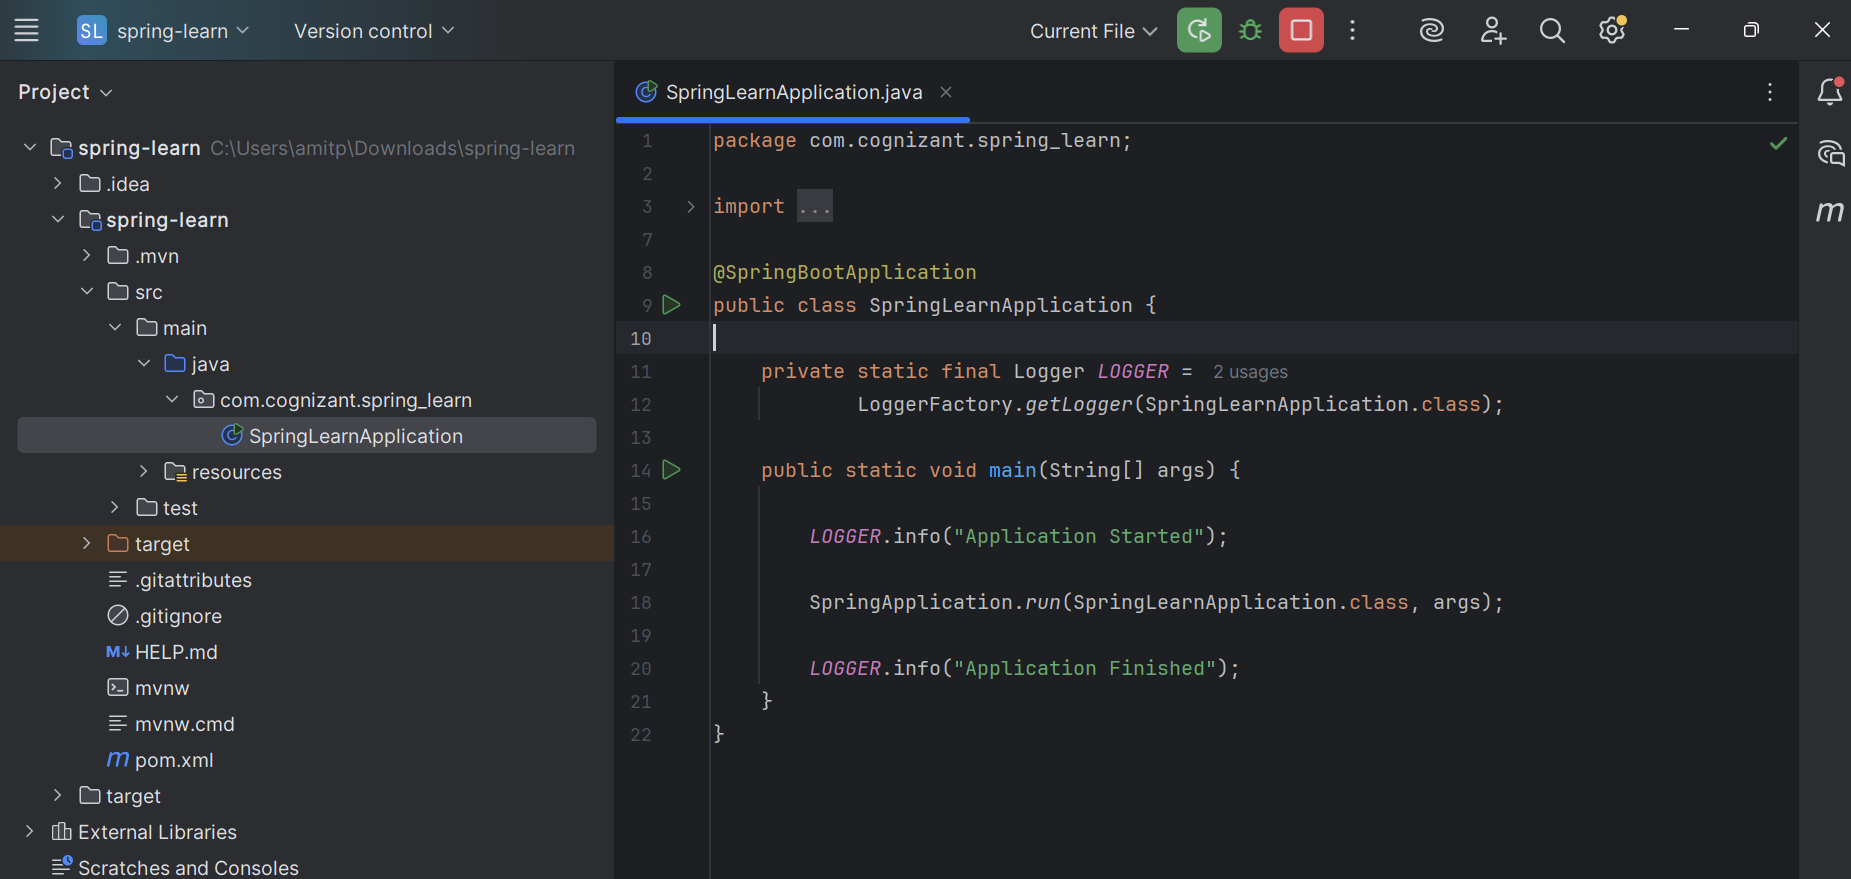 SL spring-learn Version control Current File
Project
spring-learn C:\Users\amitp\Downloads\spring-learn
.idea
spring-learn
.mvn
src
main
java
com.cognizant.spring_learn
SpringLearnApplication
resources
test
target
.gitattributes
.gitignore
M↓ HELP.md
mvnw
mvnw.cmd
m pom.xml
target
External Libraries
Scratches and Consoles
SpringLearnApplication.java
1 package com.cognizant.spring_learn;
2
3 import ...
7
8 @SpringBootApplication
9 public class SpringLearnApplication {
10
11 private static final Logger LOGGER = 2 usages
12 LoggerFactory.getLogger(SpringLearnApplication.class);
13
14 public static void main(String[] args) {
15
16 LOGGER.info("Application Started");
17
18 SpringApplication.run(SpringLearnApplication.class, args);
19
20 LOGGER.info("Application Finished");
21 }
22 }
m